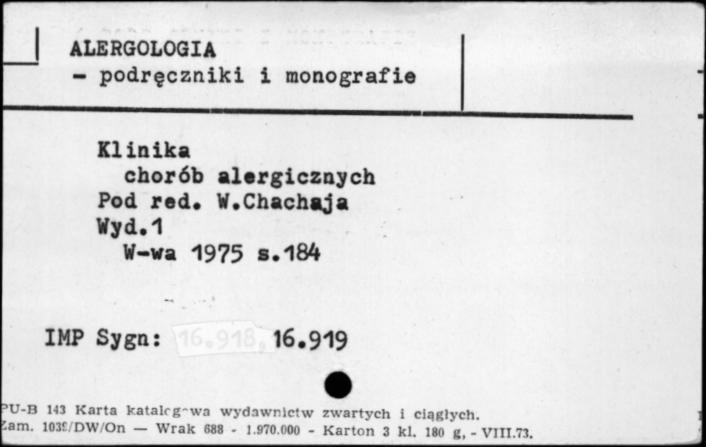 ALERGOLOGIA
- podręczniki i monografie
Klinika
chorób alergicznych
Pod red. W.Chachaja
Wyd.1
W-wa 1975 s.184
IMP Sygn: 16.918, 16.919
PU-B 143 Karta katalogowa wydawnictw zwartych i ciągłych.
Zam. 1039/DW/On — Wrak 688 - 1.970.000 - Karton 3 kl. 180 g, - VIII.73.